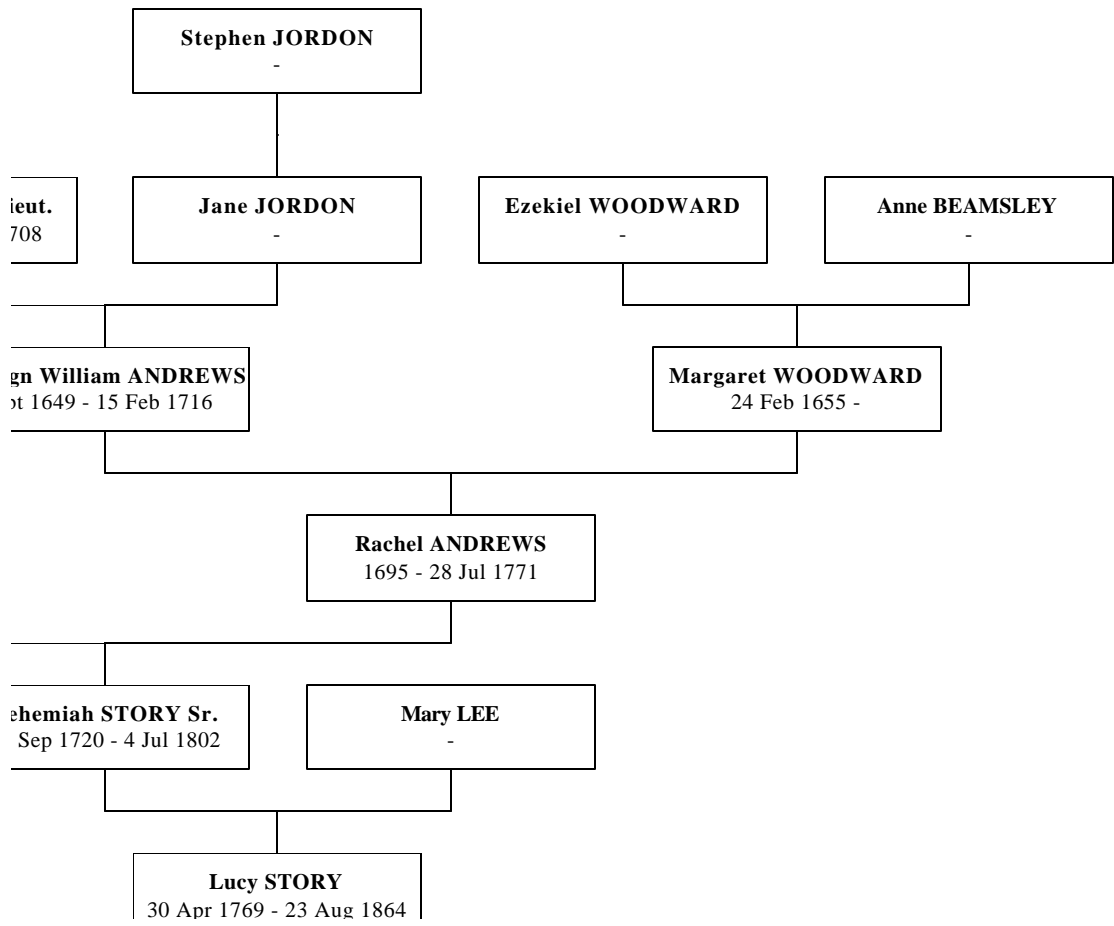 Stephen JORDON
-
ieut.
708
Jane JORDON
-
Ezekiel WOODWARD
-
Anne BEAMSLEY
-
gn William ANDREWS
pt 1649 - 15 Feb 1716
Margaret WOODWARD
24 Feb 1655 -
Rachel ANDREWS
1695 - 28 Jul 1771
ehemiah STORY Sr.
Sep 1720 - 4 Jul 1802
Mary LEE
-
Lucy STORY
30 Apr 1769 - 23 Aug 1864